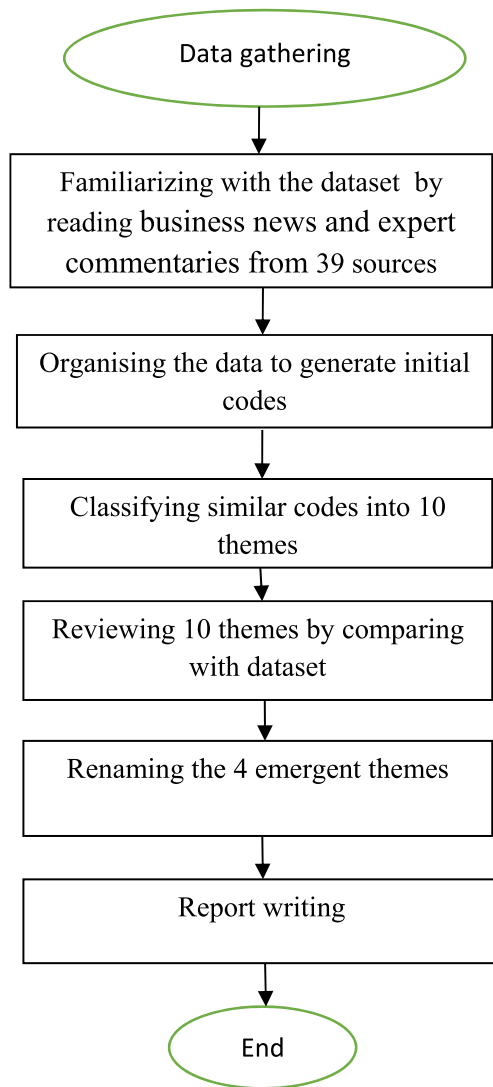 Data gathering
Familiarizing with the dataset by
reading business news and expert
commentaries from 39 sources
Organising the data to generate initial
codes
Classifying similar codes into 10
themes
Reviewing 10 themes by comparing
with dataset
Renaming the 4 emergent themes
Report writing
End